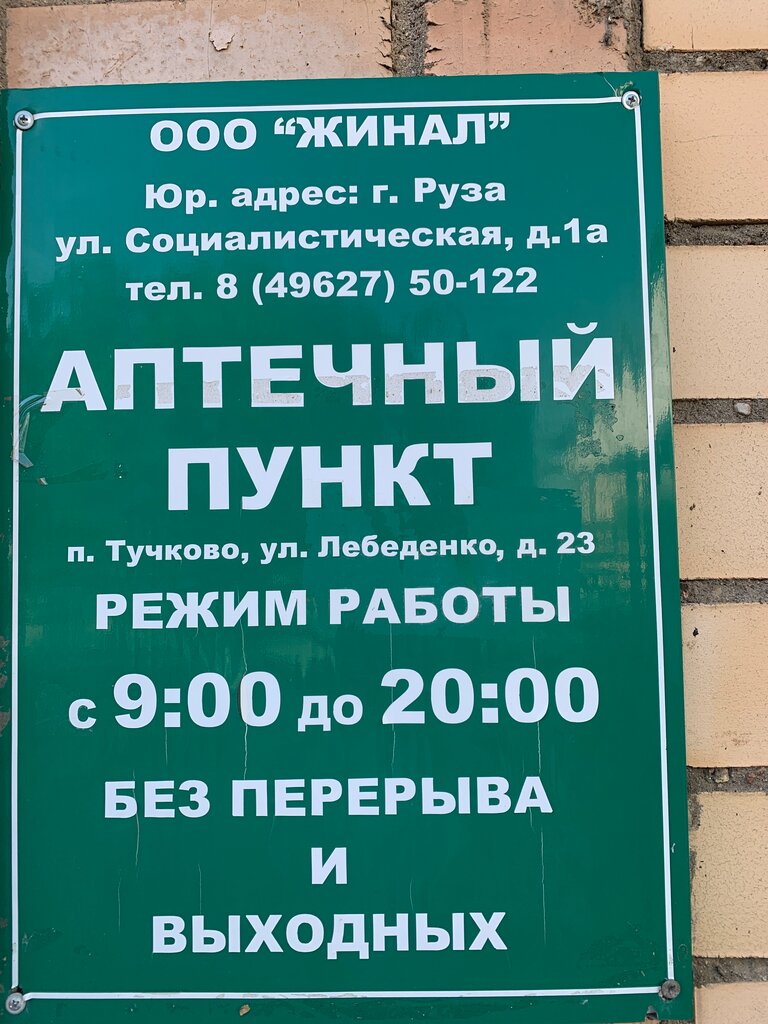 ООО “ЖИНАЛ”
Юр. адрес: г. Руза
ул. Социалистическая, д.1а
тел. 8 (49627) 50-122
АПТЕЧНЫЙ
ПУНКТ
п. Тучково, ул. Лебеденко, д. 23
РЕЖИМ РАБОТЫ
с 9:00 до 20:00
БЕЗ ПЕРЕРЫВА
И
ВЫХОДНЫХ